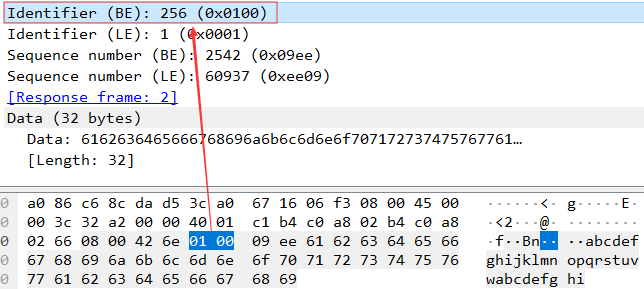 Identifier (BE): 256 (0x0100)
Identifier (LE): 1 (0x0001)
Sequence number (BE): 2542 (0x09ee)
Sequence number (LE): 60937 (0xee09)
[Response frame: 2]
Data (32 bytes)
Data: 6162636465666768696a6b6c6d6e6f7071727374757677​61…
[Length: 32]
0 a0 86 c6 8c da d5 3c a0 67 16 06 f3 08 00 45 00 ······<· g·····E·
0 00 3c 32 a2 00 00 40 01 c1 b4 c0 a8 02 b4 c0 a8 ·<2···@· ········
0 02 66 08 00 42 6e 01 00 09 ee 61 62 63 64 65 66 ·f··Bn·· ··abcdef
0 67 68 69 6a 6b 6c 6d 6e 6f 70 71 72 73 74 75 76 ghijklmn opqrstuv
0 77 61 62 63 64 65 66 67 68 69 wabcdefg hi